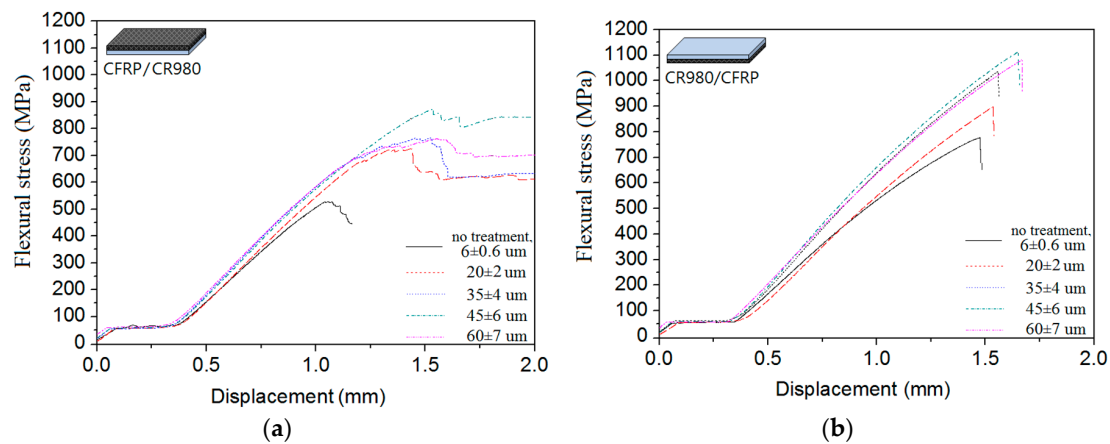 (a)
1200
1100
1000
900
800
700
600
500
400
300
200
100
0
Flexural stress (MPa)
CFRP/CR980
no treatment,
6±0.6 um
20±2 um
35±4 um
45±6 um
60±7 um
0.0 0.5 1.0 1.5 2.0
Displacement (mm)
(b)
1200
1100
1000
900
800
700
600
500
400
300
200
100
0
Flexural stress (MPa)
CR980/CFRP
no treatment,
6±0.6 um
20±2 um
35±4 um
45±6 um
60±7 um
0.0 0.5 1.0 1.5 2.0
Displacement (mm)